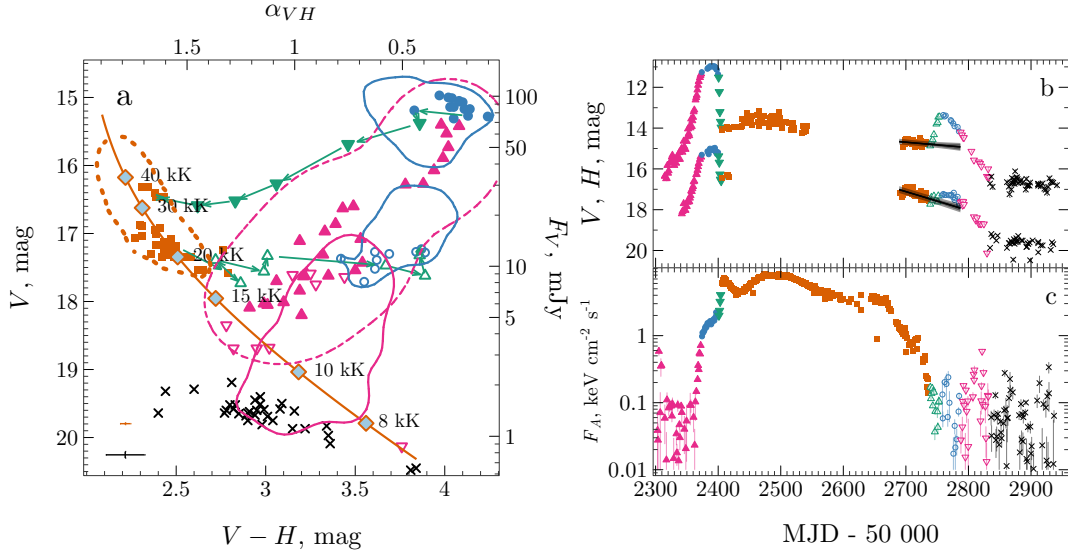 α_{VH}
1.5 1 0.5
a
V, mag
15
16
17
18
19
20
100
50
10
5
1
F_ν, mJy
40 kK
30 kK
20 kK
15 kK
10 kK
8 kK
2.5 3 3.5 4
V − H, mag
b
V, H, mag
12
14
16
18
20
c
F_A, keV cm⁻² s⁻¹
1
0.1
0.01
2300 2400 2500 2600 2700 2800 2900
MJD - 50 000